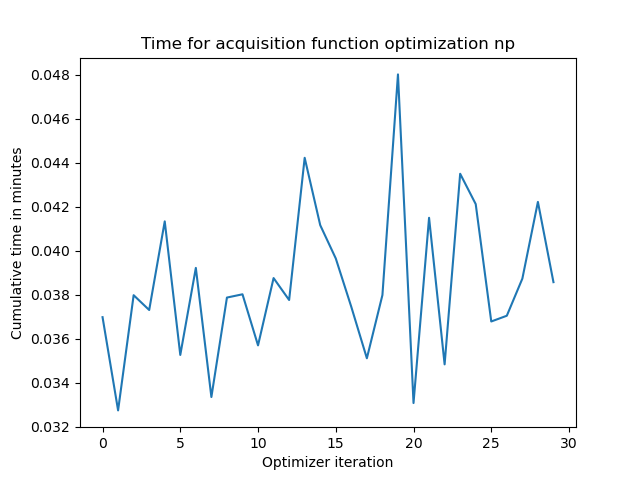 Time for acquisition function optimization np
Cumulative time in minutes
0.048
0.046
0.044
0.042
0.040
0.038
0.036
0.034
0.032
0 5 10 15 20 25 30
Optimizer iteration